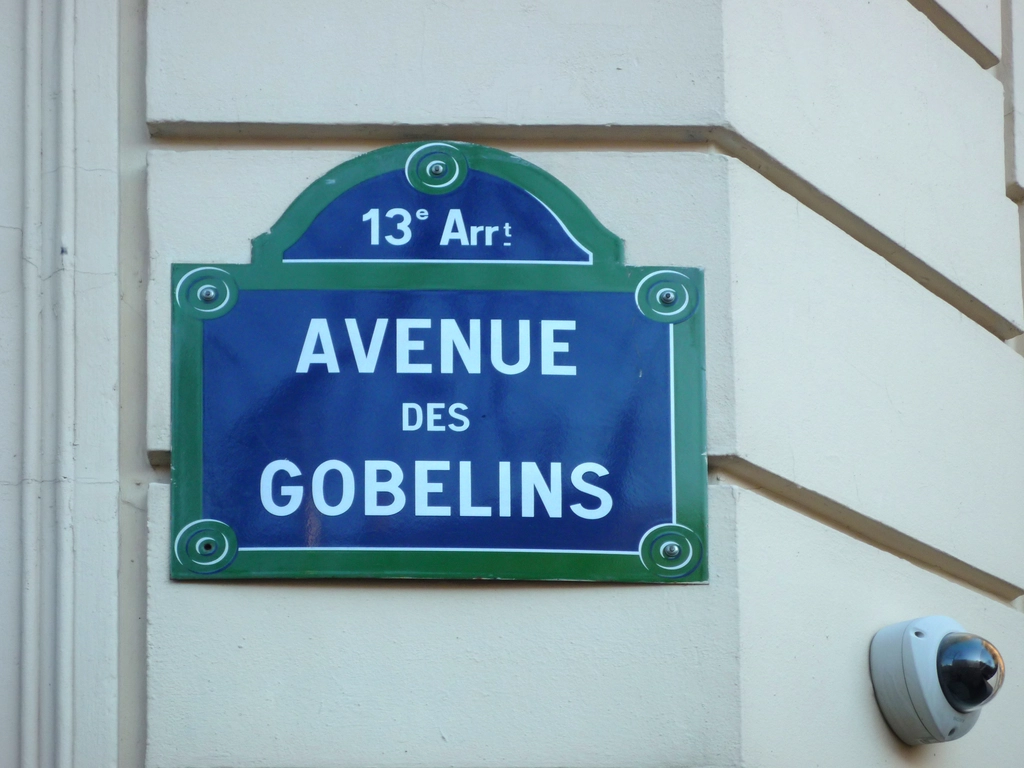 13e Arrt
AVENUE
DES
GOBELINS